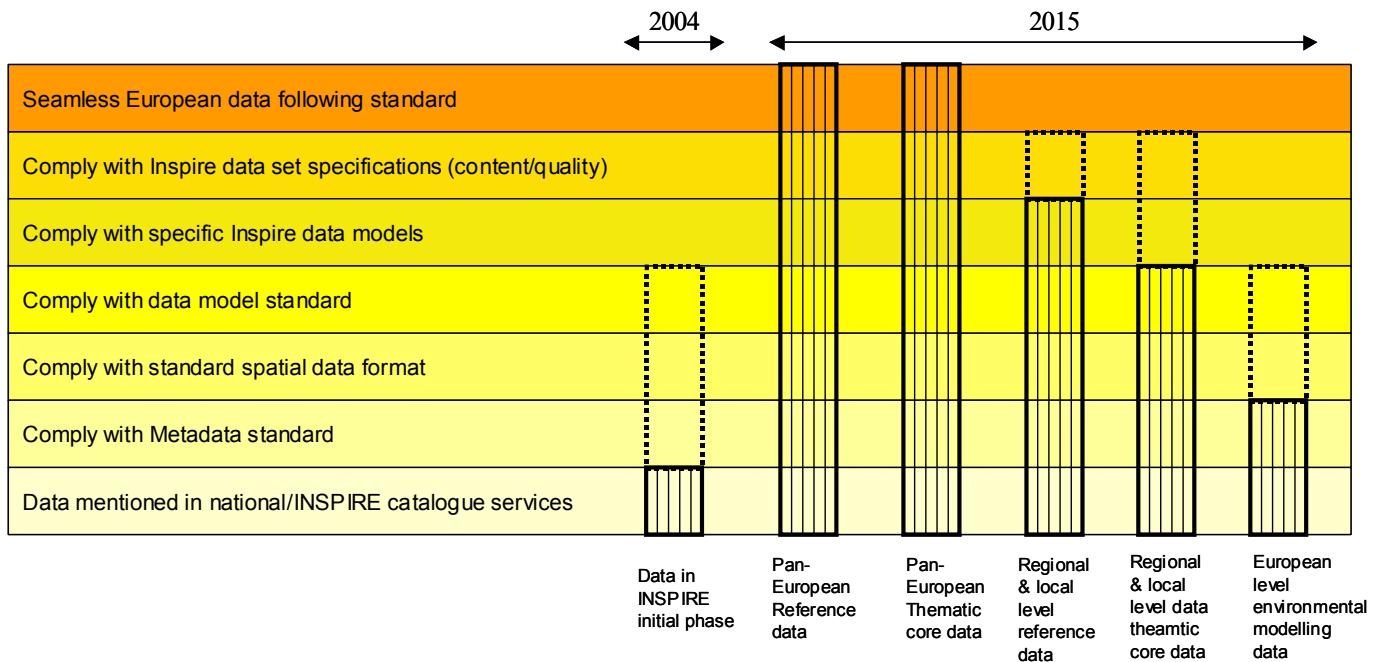 2004
2015
Seamless European data following standard
Comply with Inspire data set specifications (content/quality)
Comply with specific Inspire data models
Comply with data model standard
Comply with standard spatial data format
Comply with Metadata standard
Data mentioned in national/INSPIRE catalogue services
Data in
INSPIRE
initial phase
Pan-
European
Reference
data
Pan-
European
Thematic
core data
Regional
& local
level
reference
data
Regional
& local
level data
theamtic
core data
European
level
environmental
modelling
data